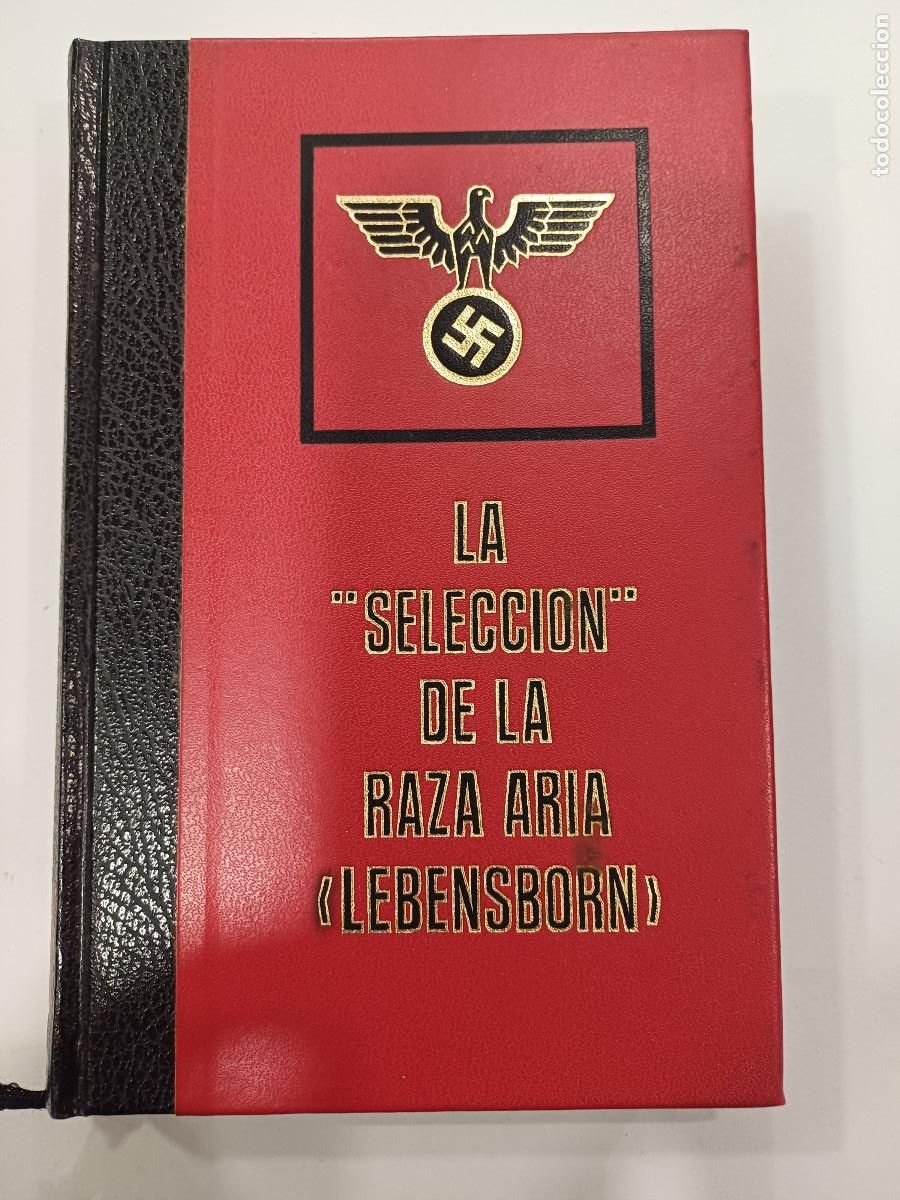 LA
¨SELECCION¨
DE LA
RAZA ARIA
‹LEBENSBORN›
todocoleccion